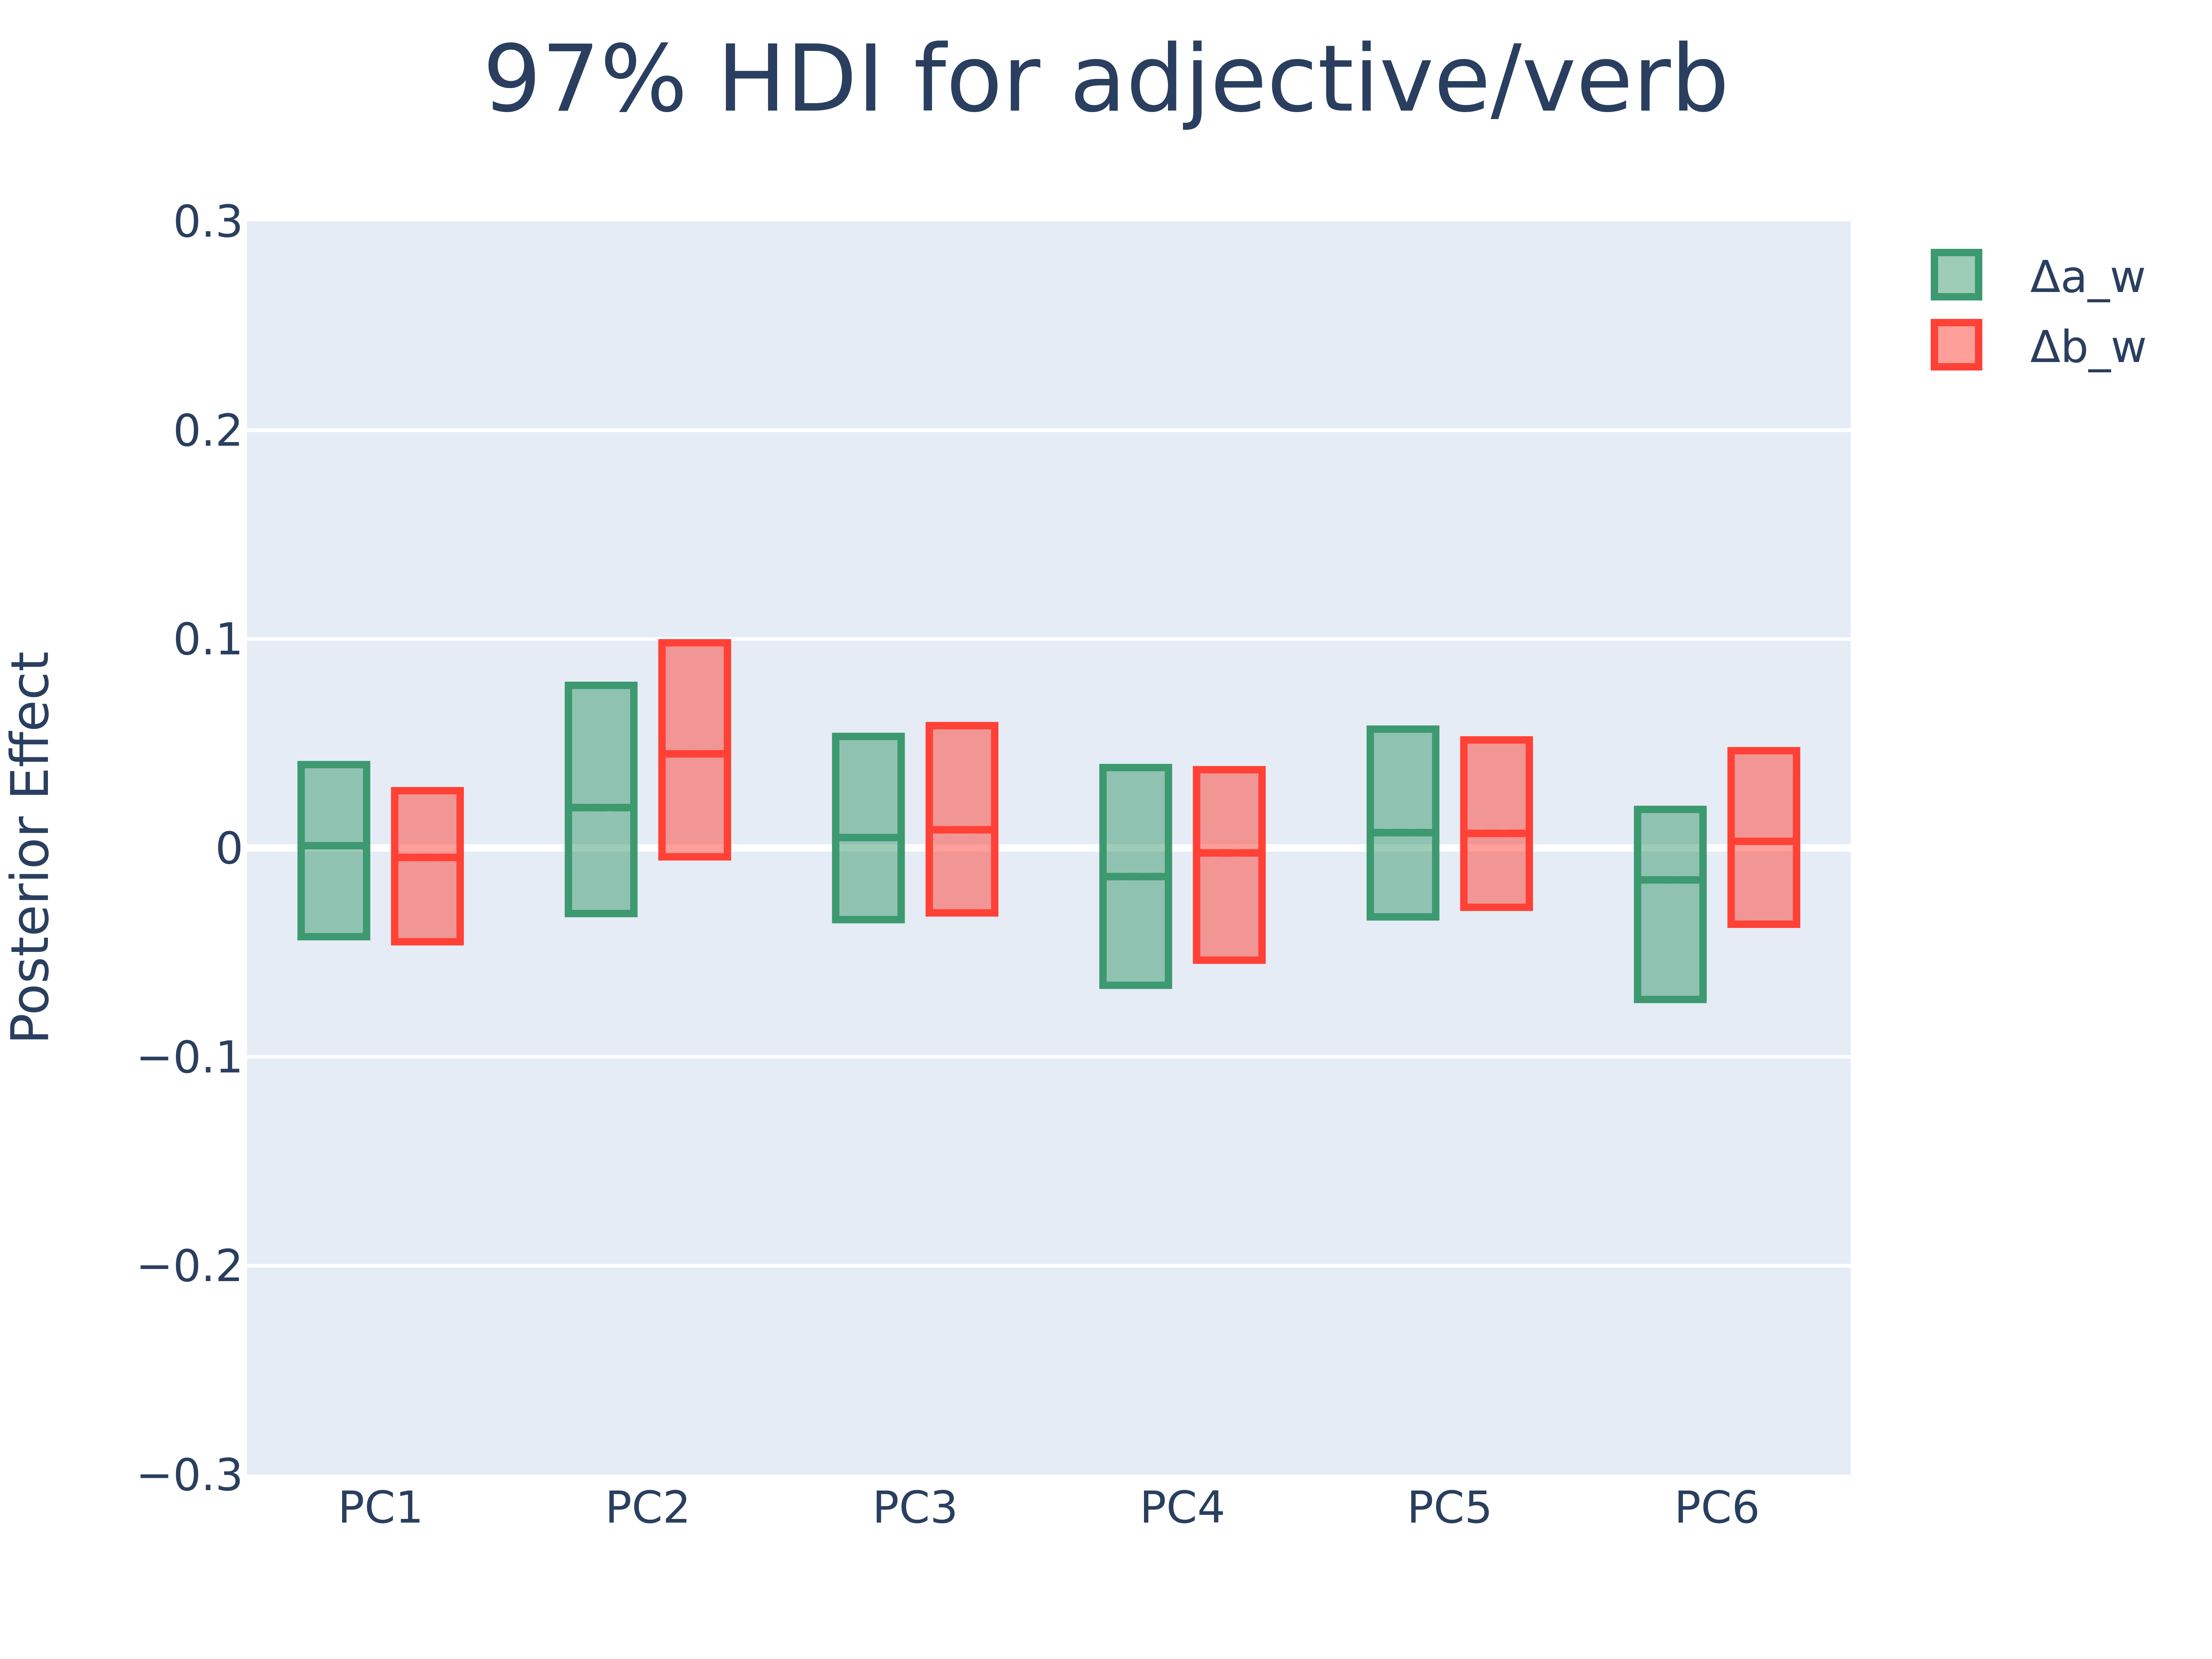 97% HDI for adjective/verb
Δa_w
Δb_w
Posterior Effect
0.3
0.2
0.1
0
−0.1
−0.2
−0.3
PC1 PC2 PC3 PC4 PC5 PC6